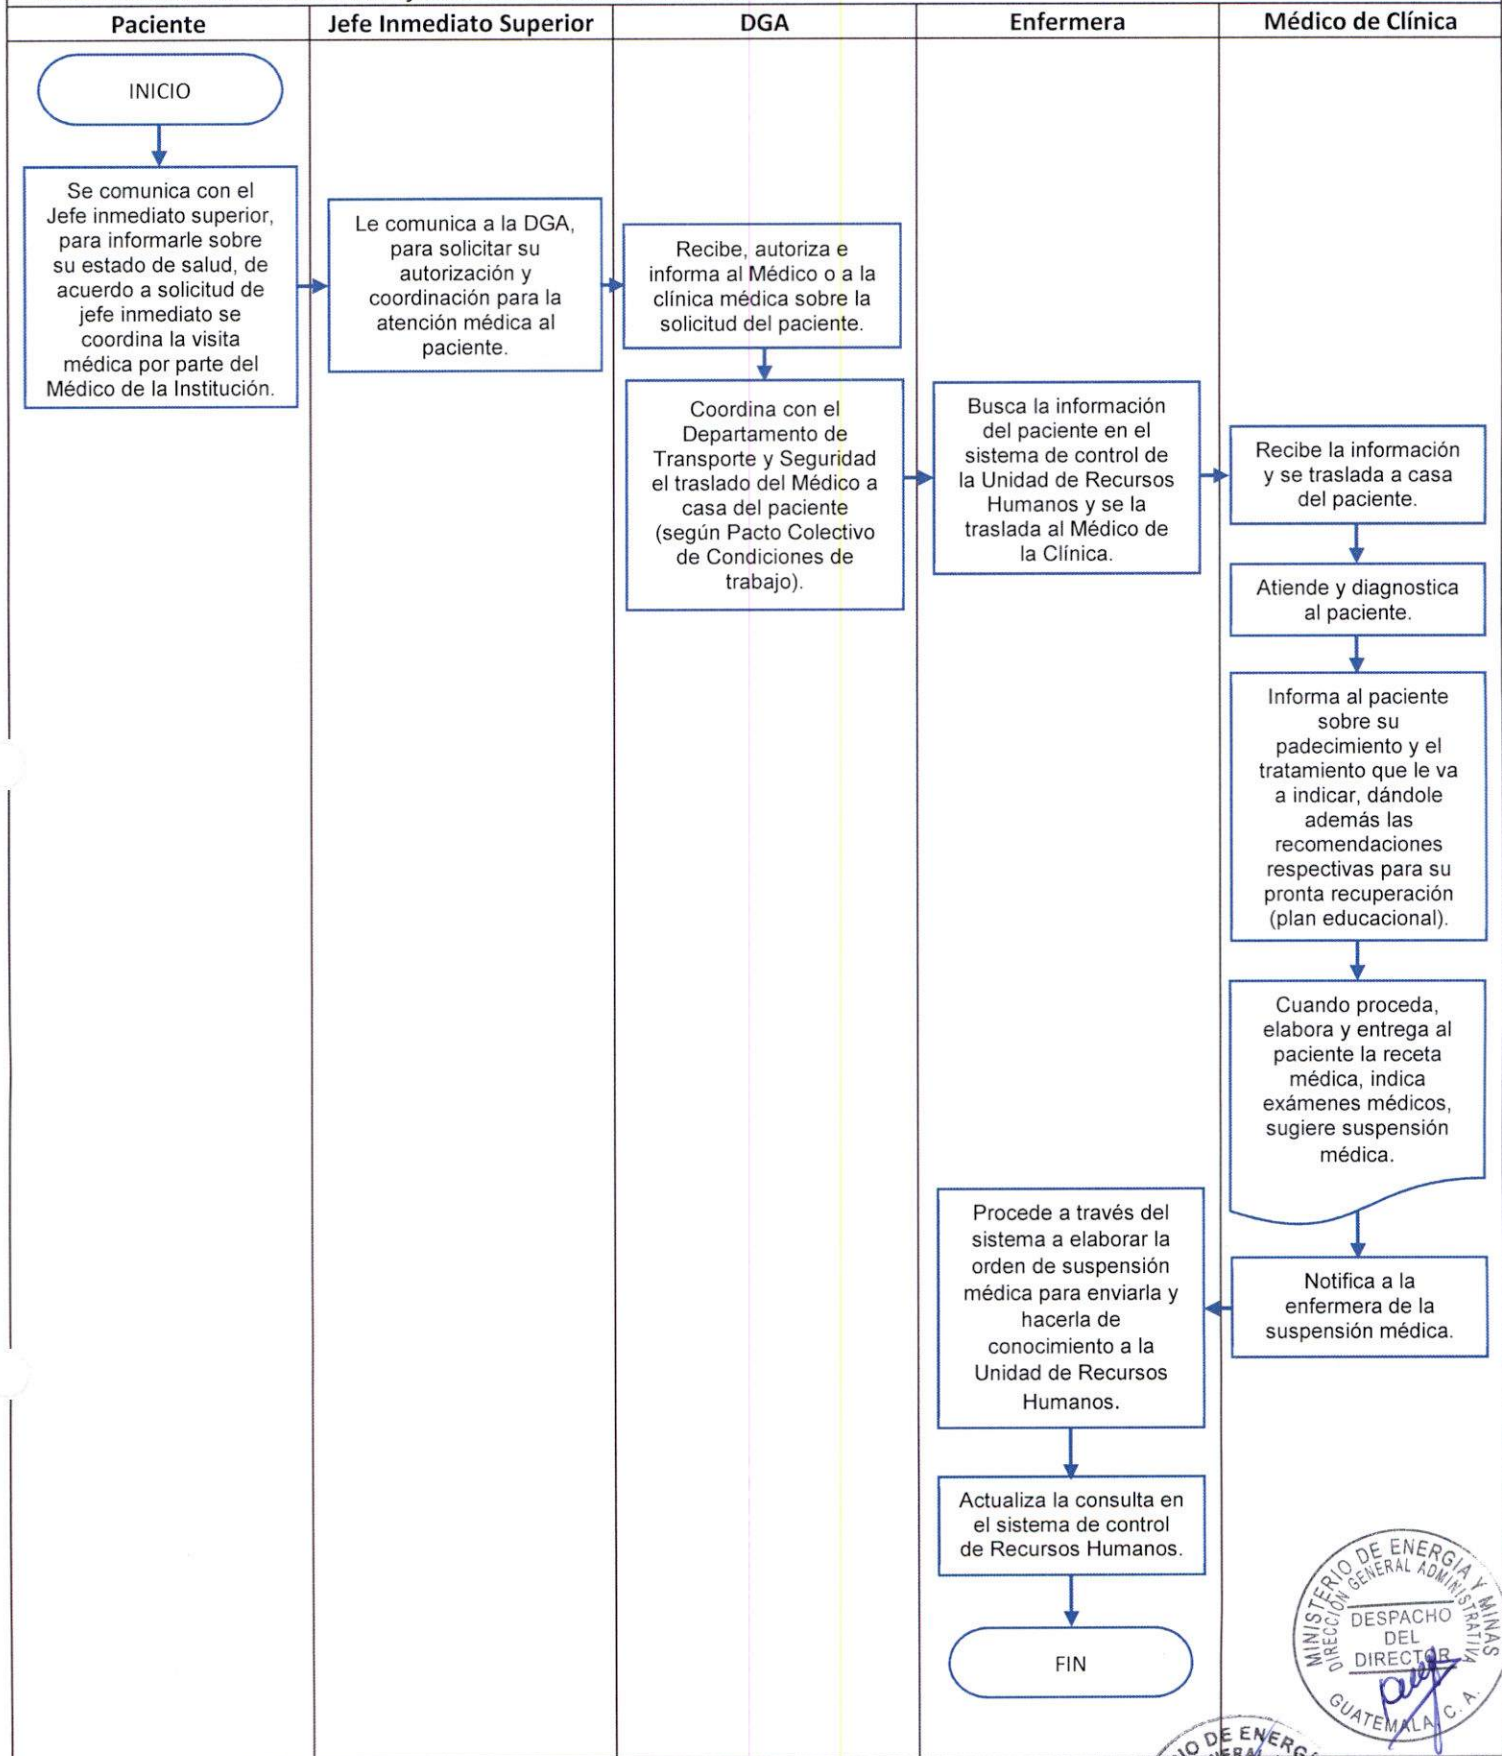 Paciente
Jefe Inmediato Superior
DGA
Enfermera
Médico de Clínica
INICIO
Se comunica con el
Jefe inmediato superior,
para informarle sobre
su estado de salud, de
acuerdo a solicitud de
jefe inmediato se
coordina la visita
médica por parte del
Médico de la Institución.
Le comunica a la DGA,
para solicitar su
autorización y
coordinación para la
atención médica al
paciente.
Recibe, autoriza e
informa al Médico o a la
clínica médica sobre la
solicitud del paciente.
Coordina con el
Departamento de
Transporte y Seguridad
el traslado del Médico a
casa del paciente
(según Pacto Colectivo
de Condiciones de
trabajo).
Busca la información
del paciente en el
sistema de control de
la Unidad de Recursos
Humanos y se la
traslada al Médico de
la Clínica.
Recibe la información
y se traslada a casa
del paciente.
Atiende y diagnostica
al paciente.
Informa al paciente
sobre su
padecimiento y el
tratamiento que le va
a indicar, dándole
además las
recomendaciones
respectivas para su
pronta recuperación
(plan educacional).
Cuando proceda,
elabora y entrega al
paciente la receta
médica, indica
exámenes médicos,
sugiere suspensión
médica.
Notifica a la
enfermera de la
suspensión médica.
Procede a través del
sistema a elaborar la
orden de suspensión
médica para enviarla y
hacerla de
conocimiento a la
Unidad de Recursos
Humanos.
Actualiza la consulta en
el sistema de control
de Recursos Humanos.
FIN
MINISTERIO DE ENERGIA Y MINAS
DIRECCIÓN GENERAL ADMINISTRATIVA
DESPACHO
DEL
DIRECTOR
GUATEMALA, C. A.